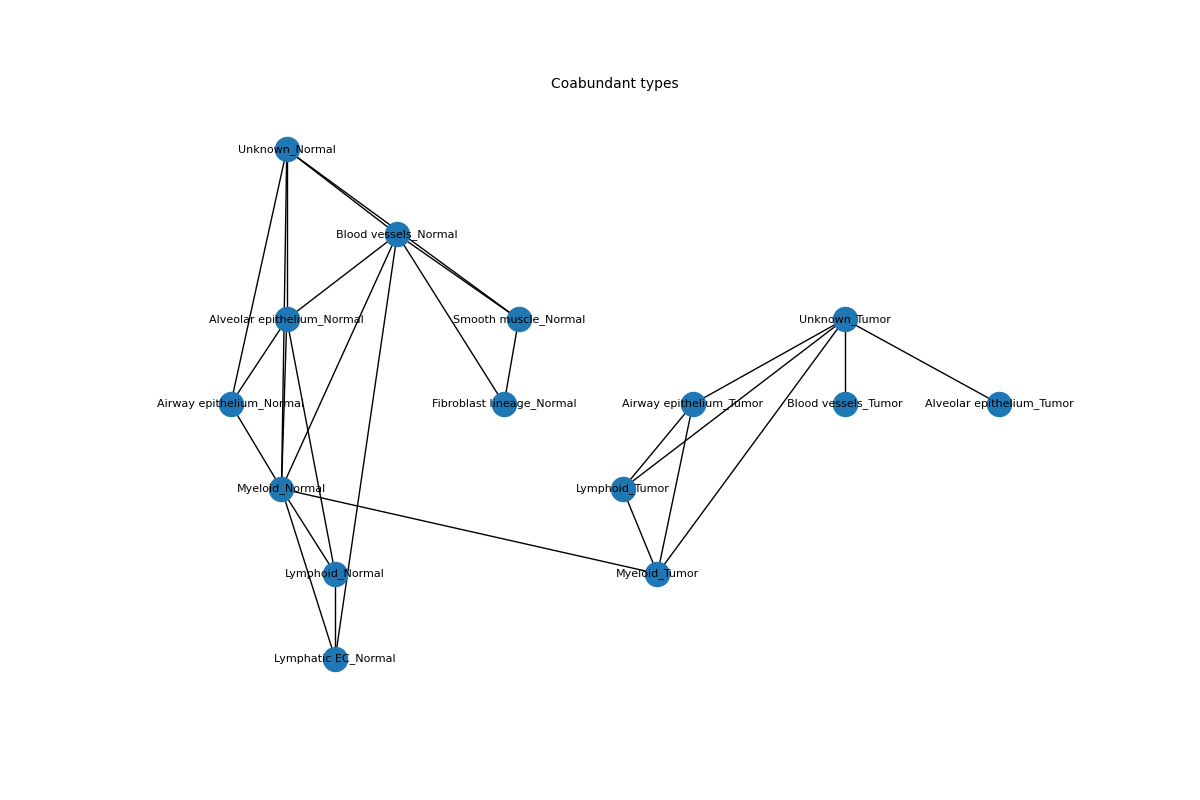 Coabundant types
Unknown_Normal
Blood vessels_Normal
Alveolar epithelium_Normal
Smooth muscle_Normal
Unknown_Tumor
Airway epithelium_Normal
Fibroblast lineage_Normal
Airway epithelium_Tumor
Blood vessels_Tumor
Alveolar epithelium_Tumor
Myeloid_Normal
Lymphoid_Tumor
Lymphoid_Normal
Myeloid_Tumor
Lymphatic EC_Normal